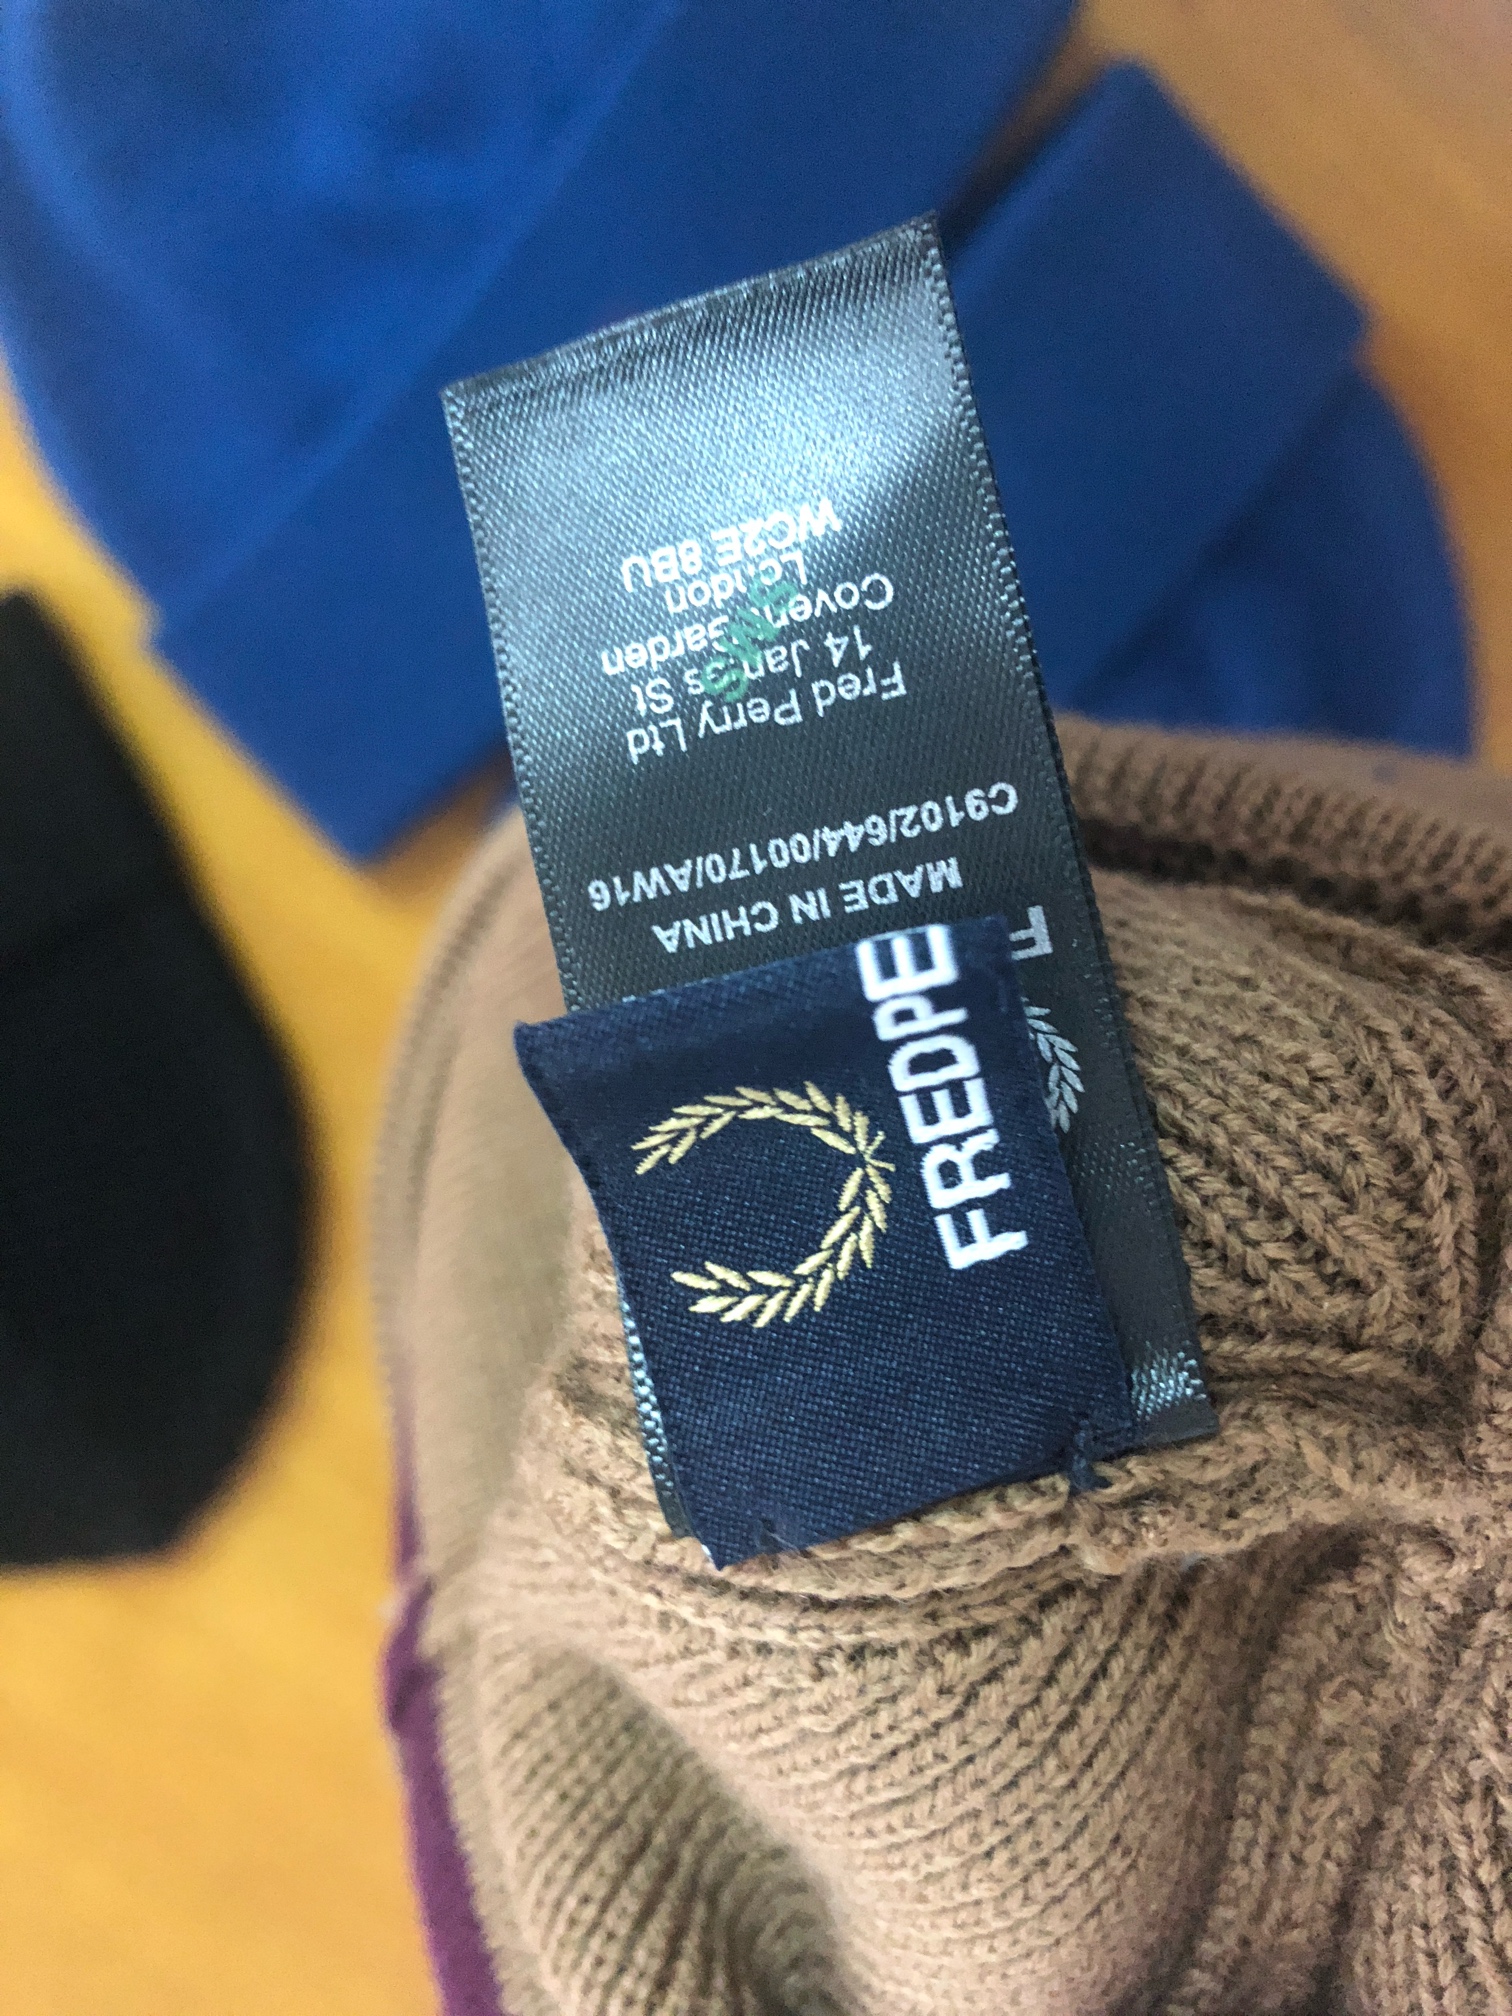 FREDPE
F
MADE IN CHINA
C9102/644/00170/AW16
Fred Perry Ltd
14 James St
Covent Garden
London
WC2E 8BU